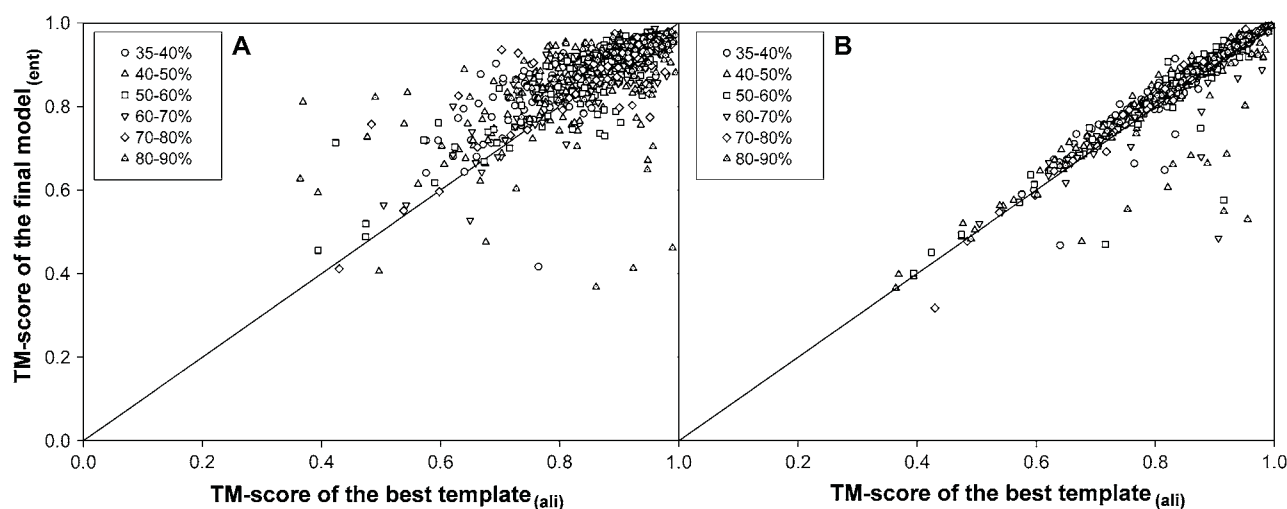 A
○ 35-40%
△ 40-50%
□ 50-60%
▽ 60-70%
◇ 70-80%
△ 80-90%
B
○ 35-40%
△ 40-50%
□ 50-60%
▽ 60-70%
◇ 70-80%
△ 80-90%
TM-score of the final model(ent)
1.0
0.8
0.6
0.4
0.2
0.0
0.0 0.2 0.4 0.6 0.8 1.0
0.2 0.4 0.6 0.8 1.0
TM-score of the best template (ali)
TM-score of the best template (ali)